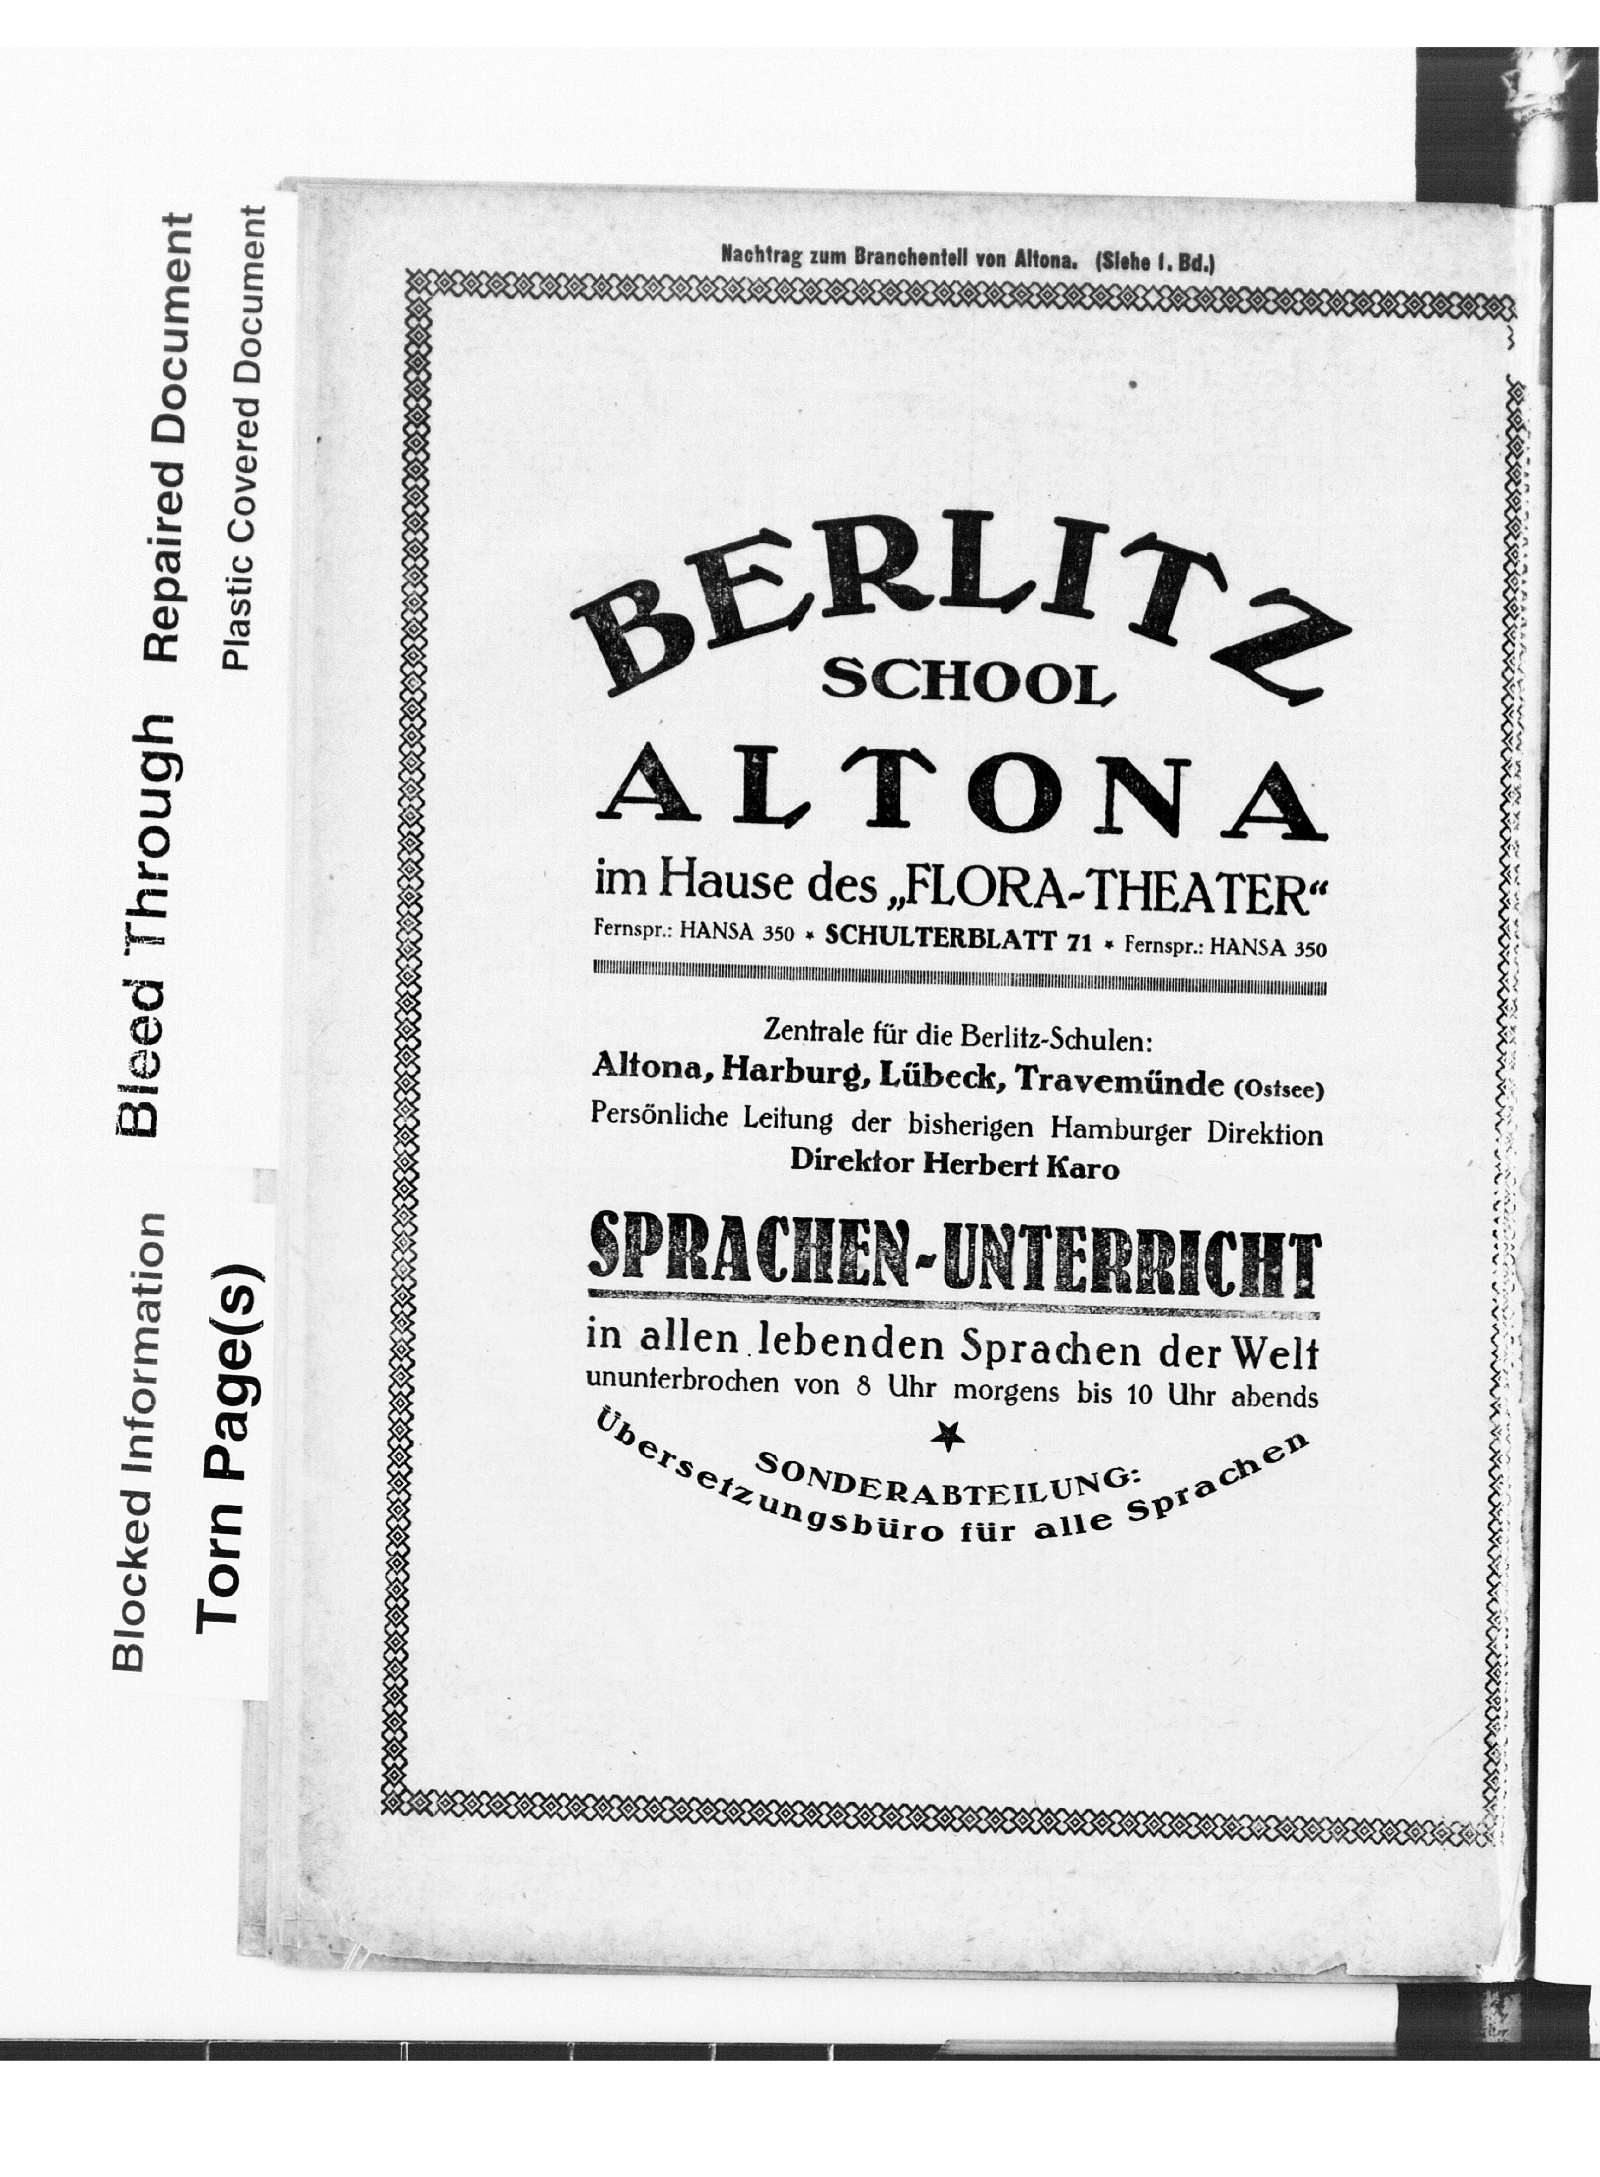 Nachtrag zum Branchenteil von Altona. (Siehe 1. Bd.)
BERLITZ
SCHOOL
ALTONA
im Hause des „FLORA-THEATER“
Fernspr.: HANSA 350 * SCHULTERBLATT 71 * Fernspr.: HANSA 350
Zentrale für die Berlitz-Schulen:
Altona, Harburg, Lübeck, Travemünde (Ostsee)
Persönliche Leitung der bisherigen Hamburger Direktion
Direktor Herbert Karo
SPRACHEN-UNTERRICHT
in allen lebenden Sprachen der Welt
ununterbrochen von 8 Uhr morgens bis 10 Uhr abends
SONDERABTEILUNG:
Übersetzungsbüro für alle Sprachen
Blocked Information
Bleed Through
Repaired Document
Torn Page(s)
Plastic Covered Document